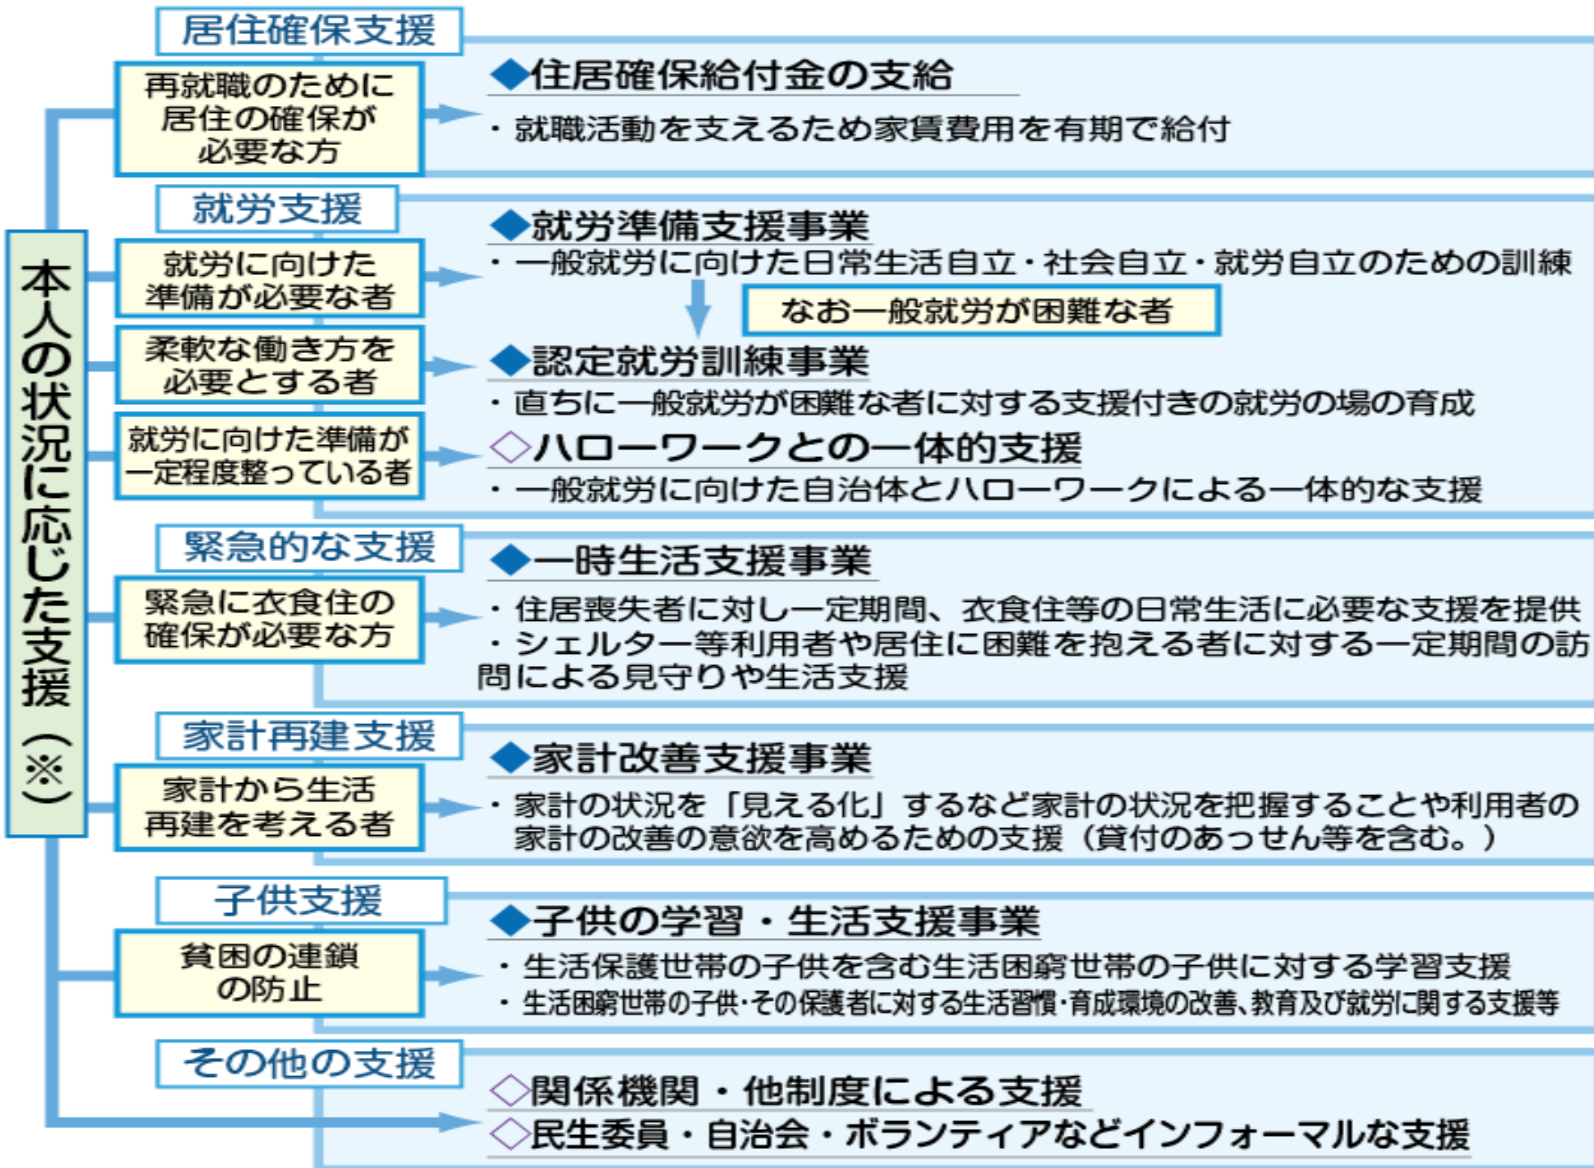 本人の状況に応じた支援（※）
居住確保支援
再就職のために
居住の確保が
必要な方
◆住居確保給付金の支給
・就職活動を支えるため家賃費用を有期で給付
就労支援
就労に向けた
準備が必要な者
◆就労準備支援事業
・一般就労に向けた日常生活自立・社会自立・就労自立のための訓練
なお一般就労が困難な者
柔軟な働き方を
必要とする者
◆認定就労訓練事業
・直ちに一般就労が困難な者に対する支援付きの就労の場の育成
就労に向けた準備が
一定程度整っている者
◇ハローワークとの一体的支援
・一般就労に向けた自治体とハローワークによる一体的な支援
緊急的な支援
緊急に衣食住の
確保が必要な方
◆一時生活支援事業
・住居喪失者に対し一定期間、衣食住等の日常生活に必要な支援を提供
・シェルター等利用者や居住に困難を抱える者に対する一定期間の訪
問による見守りや生活支援
家計再建支援
家計から生活
再建を考える者
◆家計改善支援事業
・家計の状況を「見える化」するなど家計の状況を把握することや利用者の
家計の改善の意欲を高めるための支援（貸付のあっせん等を含む。）
子供支援
貧困の連鎖
の防止
◆子供の学習・生活支援事業
・生活保護世帯の子供を含む生活困窮世帯の子供に対する学習支援
・生活困窮世帯の子供・その保護者に対する生活習慣・育成環境の改善、教育及び就労に関する支援等
その他の支援
◇関係機関・他制度による支援
◇民生委員・自治会・ボランティアなどインフォーマルな支援